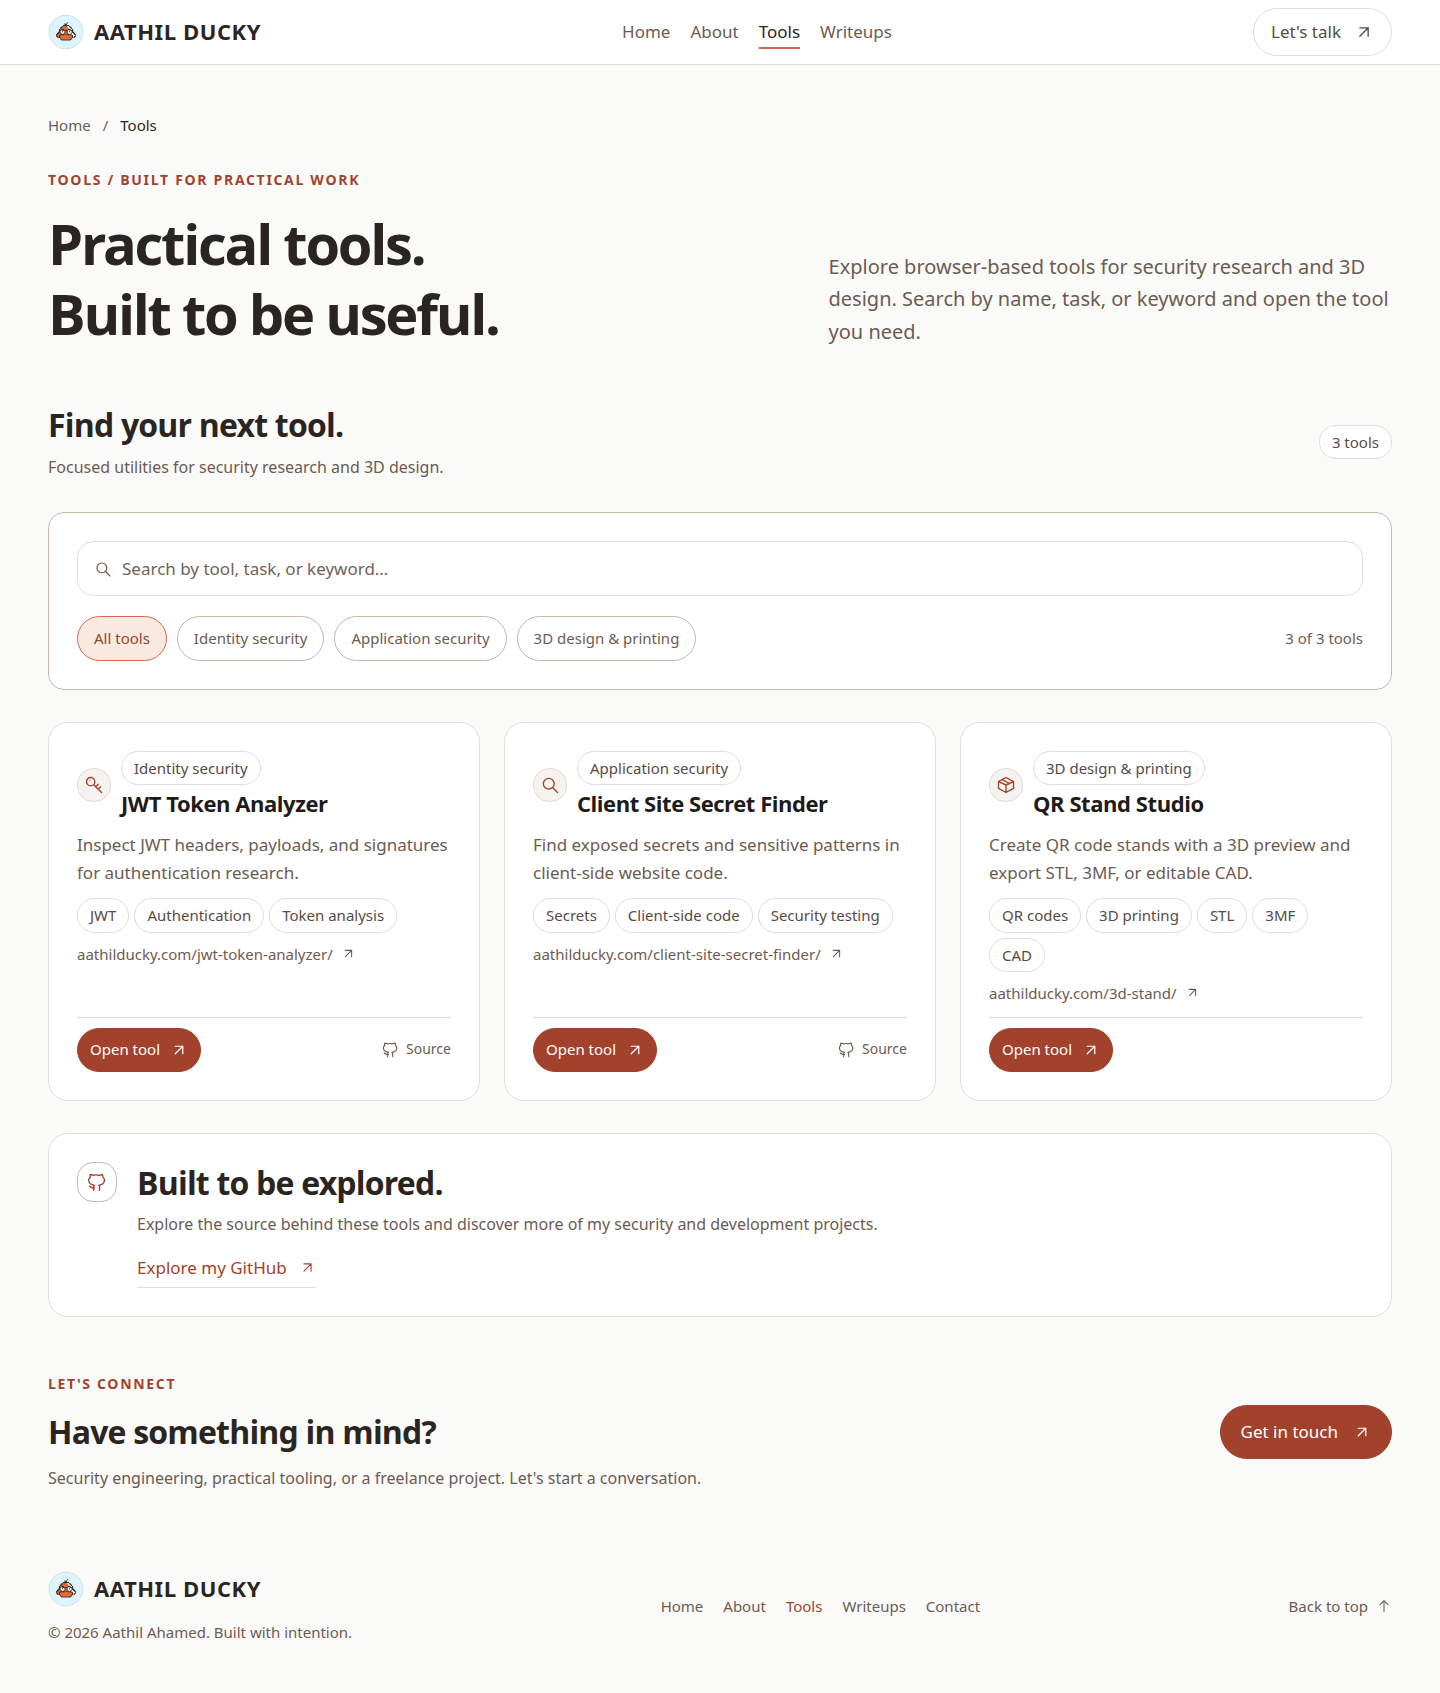 AATHIL DUCKY
Home About Tools Writeups
Let's talk
Home / Tools
TOOLS / BUILT FOR PRACTICAL WORK
Practical tools.
Built to be useful.
Explore browser-based tools for security research and 3D
design. Search by name, task, or keyword and open the tool
you need.
Find your next tool.
Focused utilities for security research and 3D design.
3 tools
Search by tool, task, or keyword...
All tools Identity security Application security 3D design & printing
3 of 3 tools
Identity security
JWT Token Analyzer
Inspect JWT headers, payloads, and signatures
for authentication research.
JWT Authentication Token analysis
aathilducky.com/jwt-token-analyzer/
Open tool Source
Application security
Client Site Secret Finder
Find exposed secrets and sensitive patterns in
client-side website code.
Secrets Client-side code Security testing
aathilducky.com/client-site-secret-finder/
Open tool Source
3D design & printing
QR Stand Studio
Create QR code stands with a 3D preview and
export STL, 3MF, or editable CAD.
QR codes 3D printing STL 3MF
CAD
aathilducky.com/3d-stand/
Open tool
Built to be explored.
Explore the source behind these tools and discover more of my security and development projects.
Explore my GitHub
LET'S CONNECT
Have something in mind?
Security engineering, practical tooling, or a freelance project. Let's start a conversation.
Get in touch
AATHIL DUCKY
© 2026 Aathil Ahamed. Built with intention.
Home About Tools Writeups Contact
Back to top